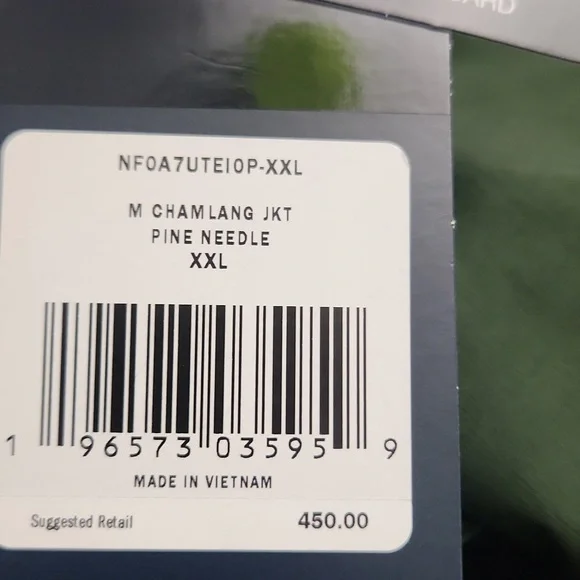 NF0A7UTEI0P-XXL
M CHAMLANG JKT
PINE NEEDLE
XXL
1 96573 03595 9
MADE IN VIETNAM
Suggested Retail 450.00